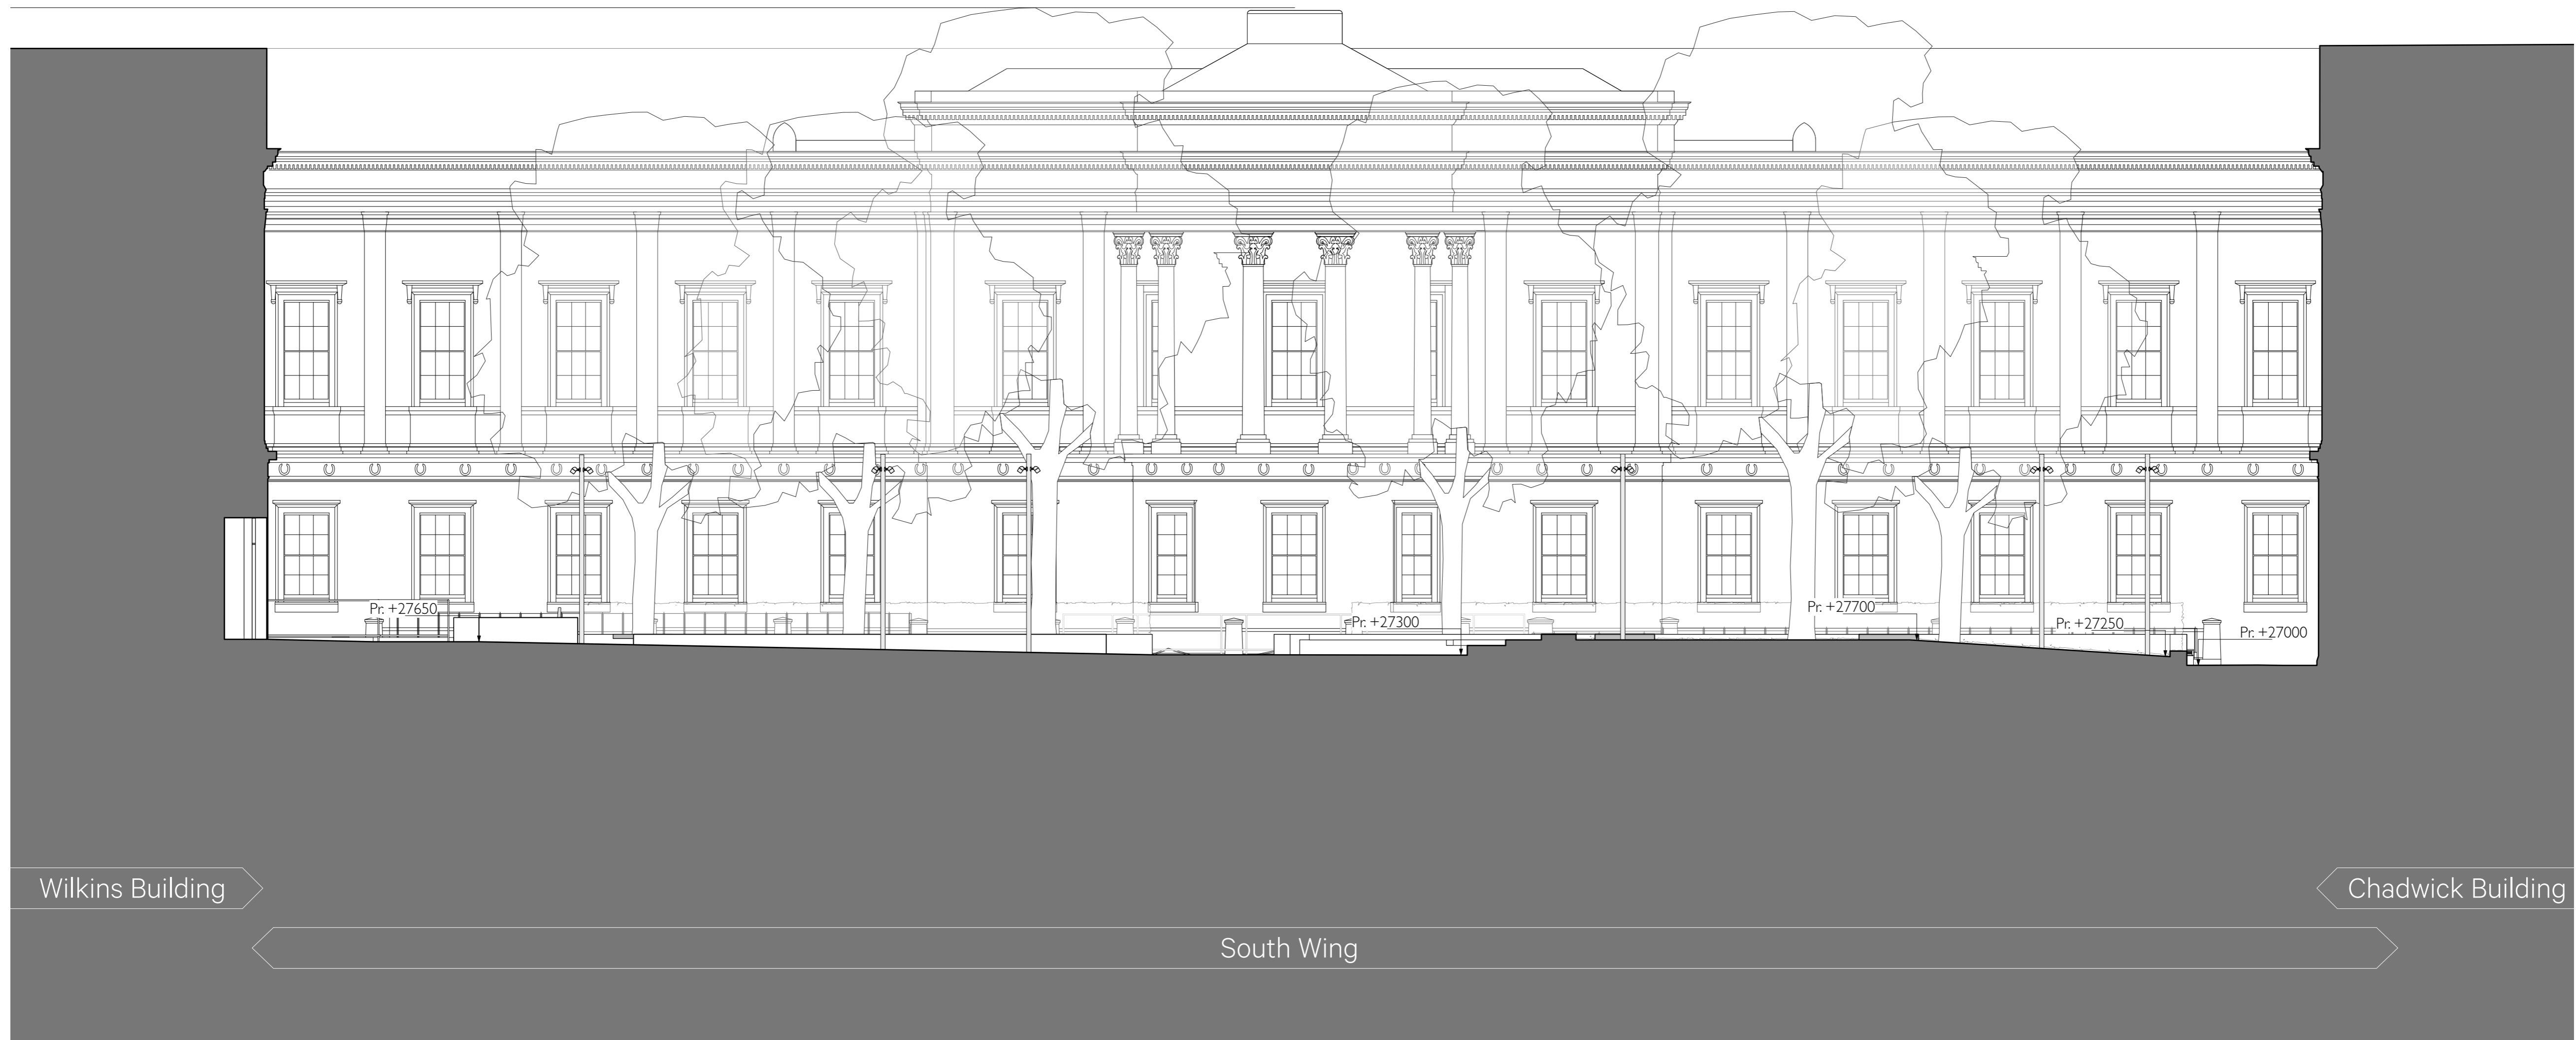 Pr. +27650
Pr. +27300
Pr. +27700
Pr. +27250
Pr. +27000
Wilkins Building
Chadwick Building
South Wing